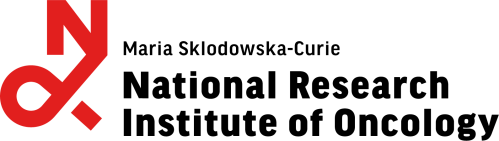 Maria Sklodowska-Curie
National Research
Institute of Oncology